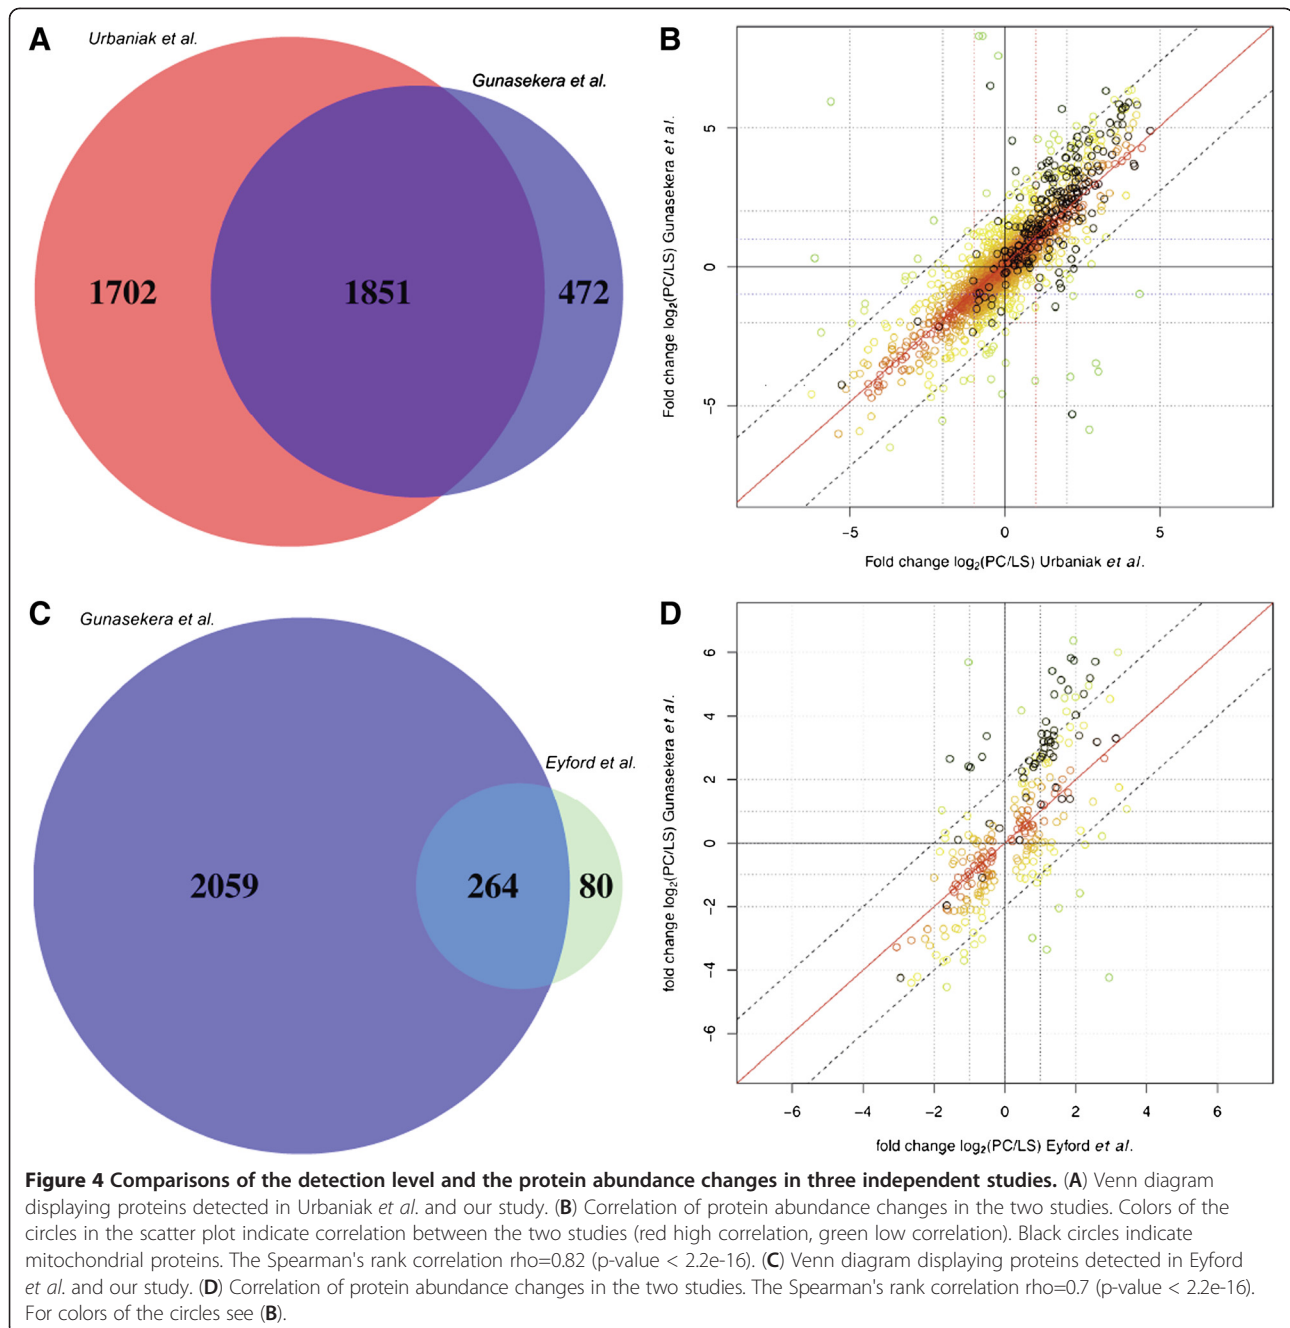 A
Urbaniak et al.
Gunasekera et al.
1702
1851
472
B
Fold change log₂(PC/LS) Gunasekera et al.
5
0
-5
-5 0 5
Fold change log₂(PC/LS) Urbaniak et al.
C
Gunasekera et al.
Eyford et al.
2059
264
80
D
fold change log₂(PC/LS) Gunasekera et al.
6
4
2
0
-2
-4
-6
-6 -4 -2 0 2 4 6
fold change log₂(PC/LS) Eyford et al.
Figure 4 Comparisons of the detection level and the protein abundance changes in three independent studies. (A) Venn diagram
displaying proteins detected in Urbaniak et al. and our study. (B) Correlation of protein abundance changes in the two studies. Colors of the
circles in the scatter plot indicate correlation between the two studies (red high correlation, green low correlation). Black circles indicate
mitochondrial proteins. The Spearman's rank correlation rho=0.82 (p-value < 2.2e-16). (C) Venn diagram displaying proteins detected in Eyford
et al. and our study. (D) Correlation of protein abundance changes in the two studies. The Spearman's rank correlation rho=0.7 (p-value < 2.2e-16).
For colors of the circles see (B).